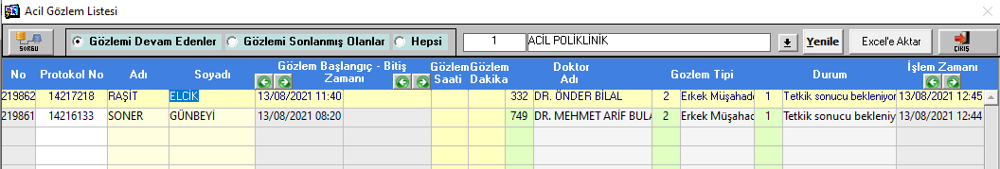 Acil Gözlem Listesi
SORGU Gözlemi Devam Edenler Gözlemi Sonlanmış Olanlar Hepsi 1 ACİL POLİKLİNİK Yenile Excel'e Aktar ÇIKIŞ
No Protokol No Adı Soyadı Gözlem Başlangıç - Bitiş Zamanı Gözlem Saati Gözlem Dakika Doktor Adı Gozlem Tipi Durum İşlem Zamanı
219862 14217218 RAŞİT ELCİK 13/08/2021 11:40 332 DR. ÖNDER BİLAL 2 Erkek Müşahad 1 Tetkik sonucu bekleniyor 13/08/2021 12:45
219861 14216133 SONER GÜNBEYİ 13/08/2021 08:20 749 DR. MEHMET ARİF BULA 2 Erkek Müşahad 1 Tetkik sonucu bekleniy 13/08/2021 12:44